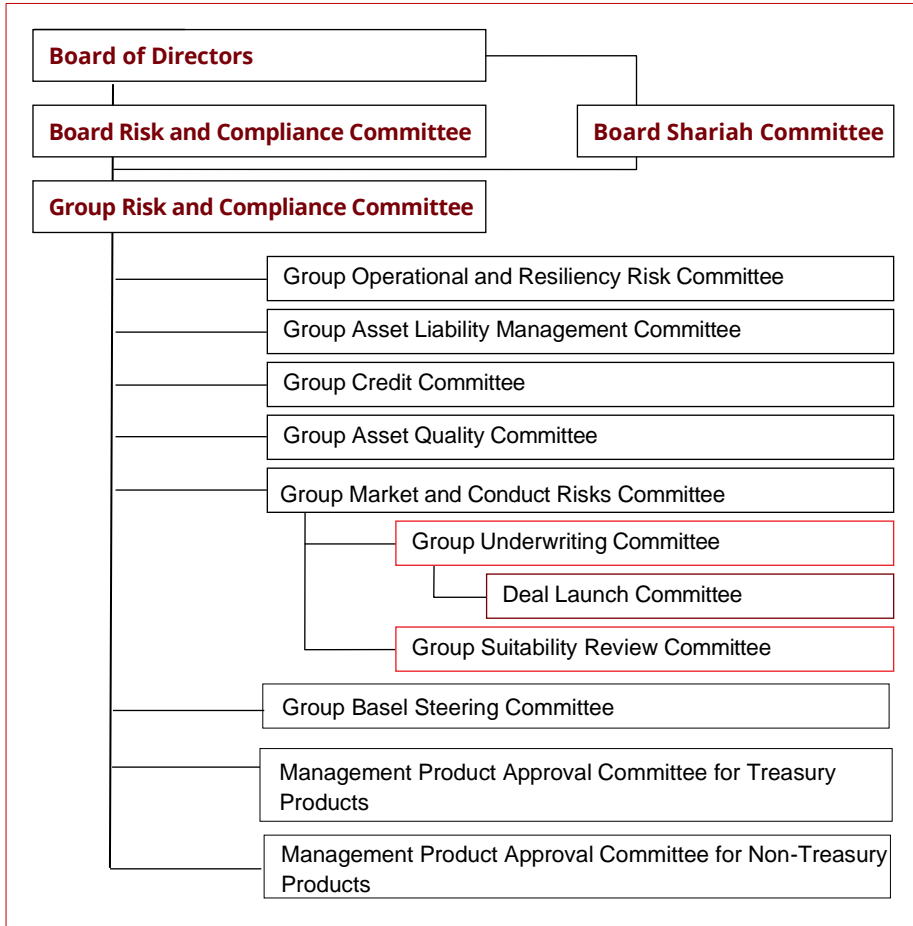 Board of Directors
Board Risk and Compliance Committee
Board Shariah Committee
Group Risk and Compliance Committee
Group Operational and Resiliency Risk Committee
Group Asset Liability Management Committee
Group Credit Committee
Group Asset Quality Committee
Group Market and Conduct Risks Committee
Group Underwriting Committee
Deal Launch Committee
Group Suitability Review Committee
Group Basel Steering Committee
Management Product Approval Committee for Treasury
Products
Management Product Approval Committee for Non-Treasury
Products